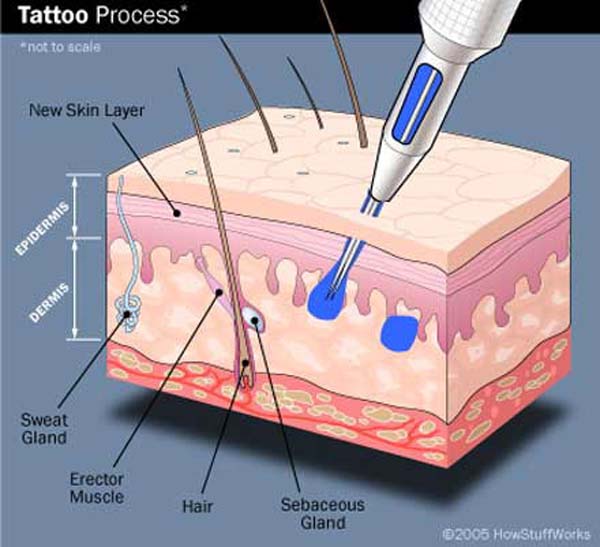 Tattoo Process*
*not to scale
New Skin Layer
EPIDERMIS
DERMIS
Sweat
Gland
Erector
Muscle
Hair
Sebaceous
Gland
©2005 HowStuffWorks